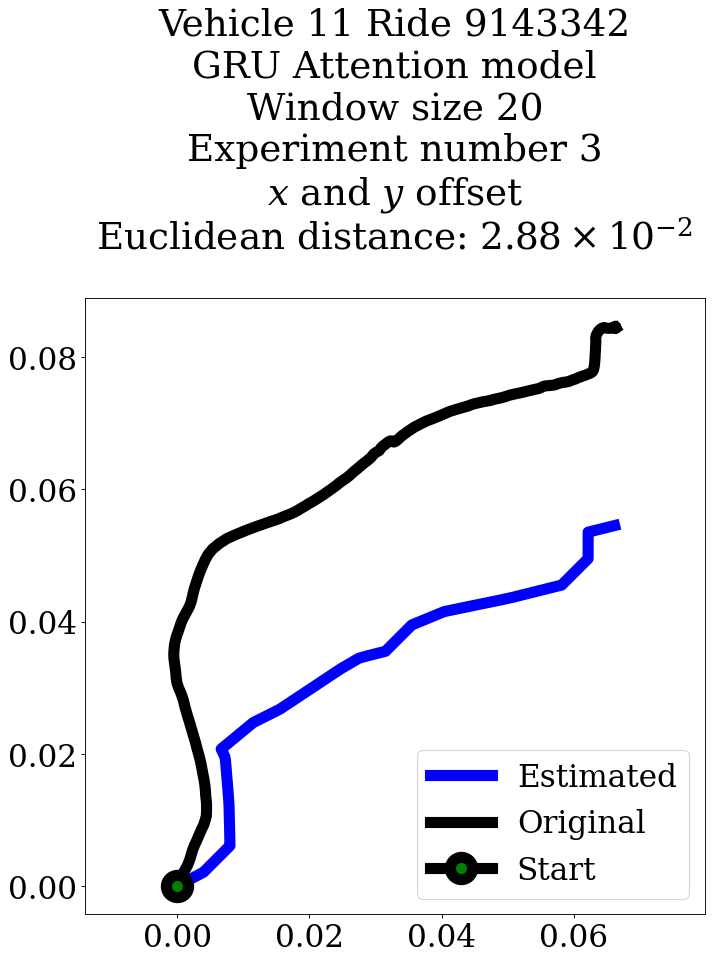 Vehicle 11 Ride 9143342
GRU Attention model
Window size 20
Experiment number 3
x and y offset
Euclidean distance: 2.88 × 10⁻²
0.08
0.06
0.04
0.02
0.00
Estimated
Original
Start
0.00 0.02 0.04 0.06